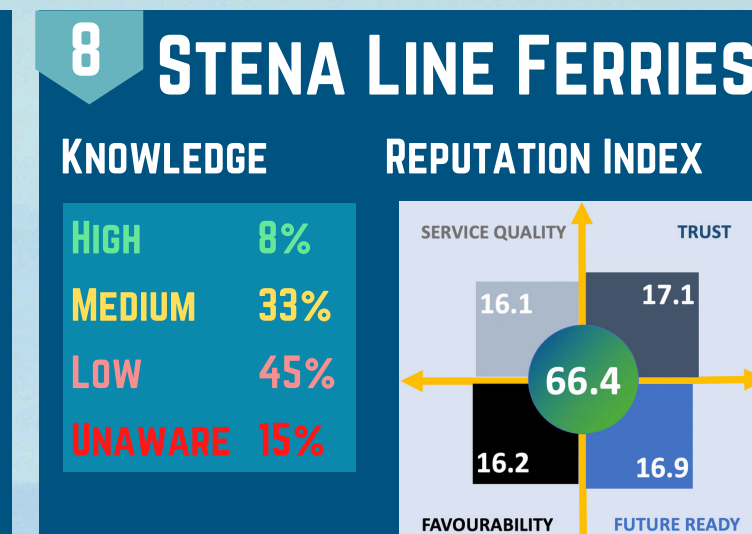 8 STENA LINE FERRIES
KNOWLEDGE
HIGH 8%
MEDIUM 33%
LOW 45%
UNAWARE 15%
REPUTATION INDEX
SERVICE QUALITY TRUST
16.1 17.1
66.4
16.2 16.9
FAVOURABILITY FUTURE READY